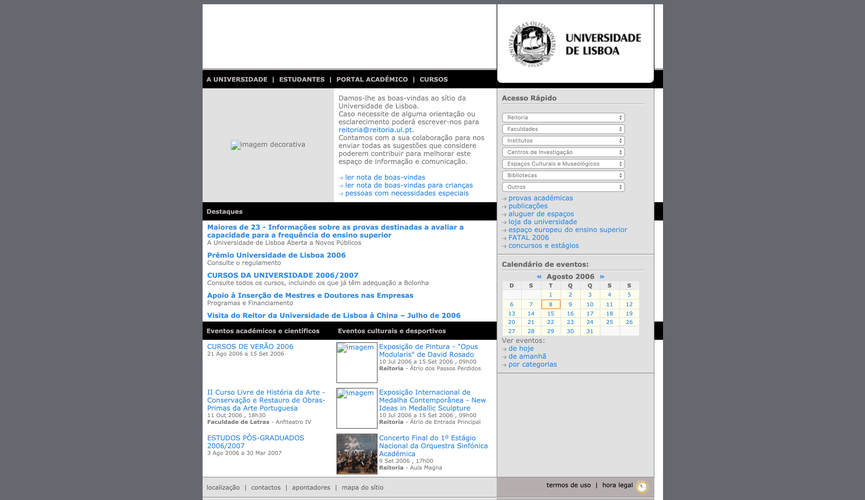 UNIVERSIDADE
DE LISBOA
A UNIVERSIDADE | ESTUDANTES | PORTAL ACADÉMICO | CURSOS
imagem decorativa
Damos-lhe as boas-vindas ao sítio da
Universidade de Lisboa.
Caso necessite de alguma orientação ou
esclarecimento poderá escrever-nos para
reitoria@reitoria.ul.pt.
Contamos com a sua colaboração para nos
enviar todas as sugestões que considere
poderem contribuir para melhorar este
espaço de informação e comunicação.
ler nota de boas-vindas
ler nota de boas-vindas para crianças
pessoas com necessidades especiais
Destaques
Maiores de 23 - Informações sobre as provas destinadas a avaliar a
capacidade para a frequência do ensino superior
A Universidade de Lisboa Aberta a Novos Públicos
Prémio Universidade de Lisboa 2006
Consulte o regulamento
CURSOS DA UNIVERSIDADE 2006/2007
Consulte todos os cursos, incluindo os que já têm adequação a Bolonha
Apoio à Inserção de Mestres e Doutores nas Empresas
Programas e Financiamento
Visita do Reitor da Universidade de Lisboa à China – Julho de 2006
Eventos académicos e científicos
CURSOS DE VERÃO 2006
21 Ago 2006 a 15 Set 2006
II Curso Livre de História da Arte -
Conservação e Restauro de Obras-
Primas da Arte Portuguesa
11 Out 2006 , 18h30
Faculdade de Letras - Anfiteatro IV
ESTUDOS PÓS-GRADUADOS
2006/2007
3 Ago 2006 a 30 Mar 2007
Eventos culturais e desportivos
imagem
Exposição de Pintura - "Opus
Modularis" de David Rosado
10 Jul 2006 a 15 Set 2006 , 09h00
Reitoria - Átrio dos Passos Perdidos
imagem
Exposição Internacional de
Medalha Contemporânea - New
Ideas in Medallic Sculpture
10 Jul 2006 a 15 Set 2006 , 09h00
Reitoria - Átrio de Entrada Principal
Concerto Final do 1º Estágio
Nacional da Orquestra Sinfónica
Académica
9 Set 2006 , 17h00
Reitoria - Aula Magna
Acesso Rápido
Reitoria
Faculdades
Institutos
Centros de Investigação
Espaços Culturais e Museológicos
Bibliotecas
Outros
provas académicas
publicações
aluguer de espaços
loja da universidade
espaço europeu do ensino superior
FATAL 2006
concursos e estágios
Calendário de eventos:
« Agosto 2006 »
D S T Q Q S S
1 2 3 4 5
6 7 8 9 10 11 12
13 14 15 16 17 18 19
20 21 22 23 24 25 26
27 28 29 30 31
Ver eventos:
de hoje
de amanhã
por categorias
localização | contactos | apontadores | mapa do sítio
termos de uso | hora legal